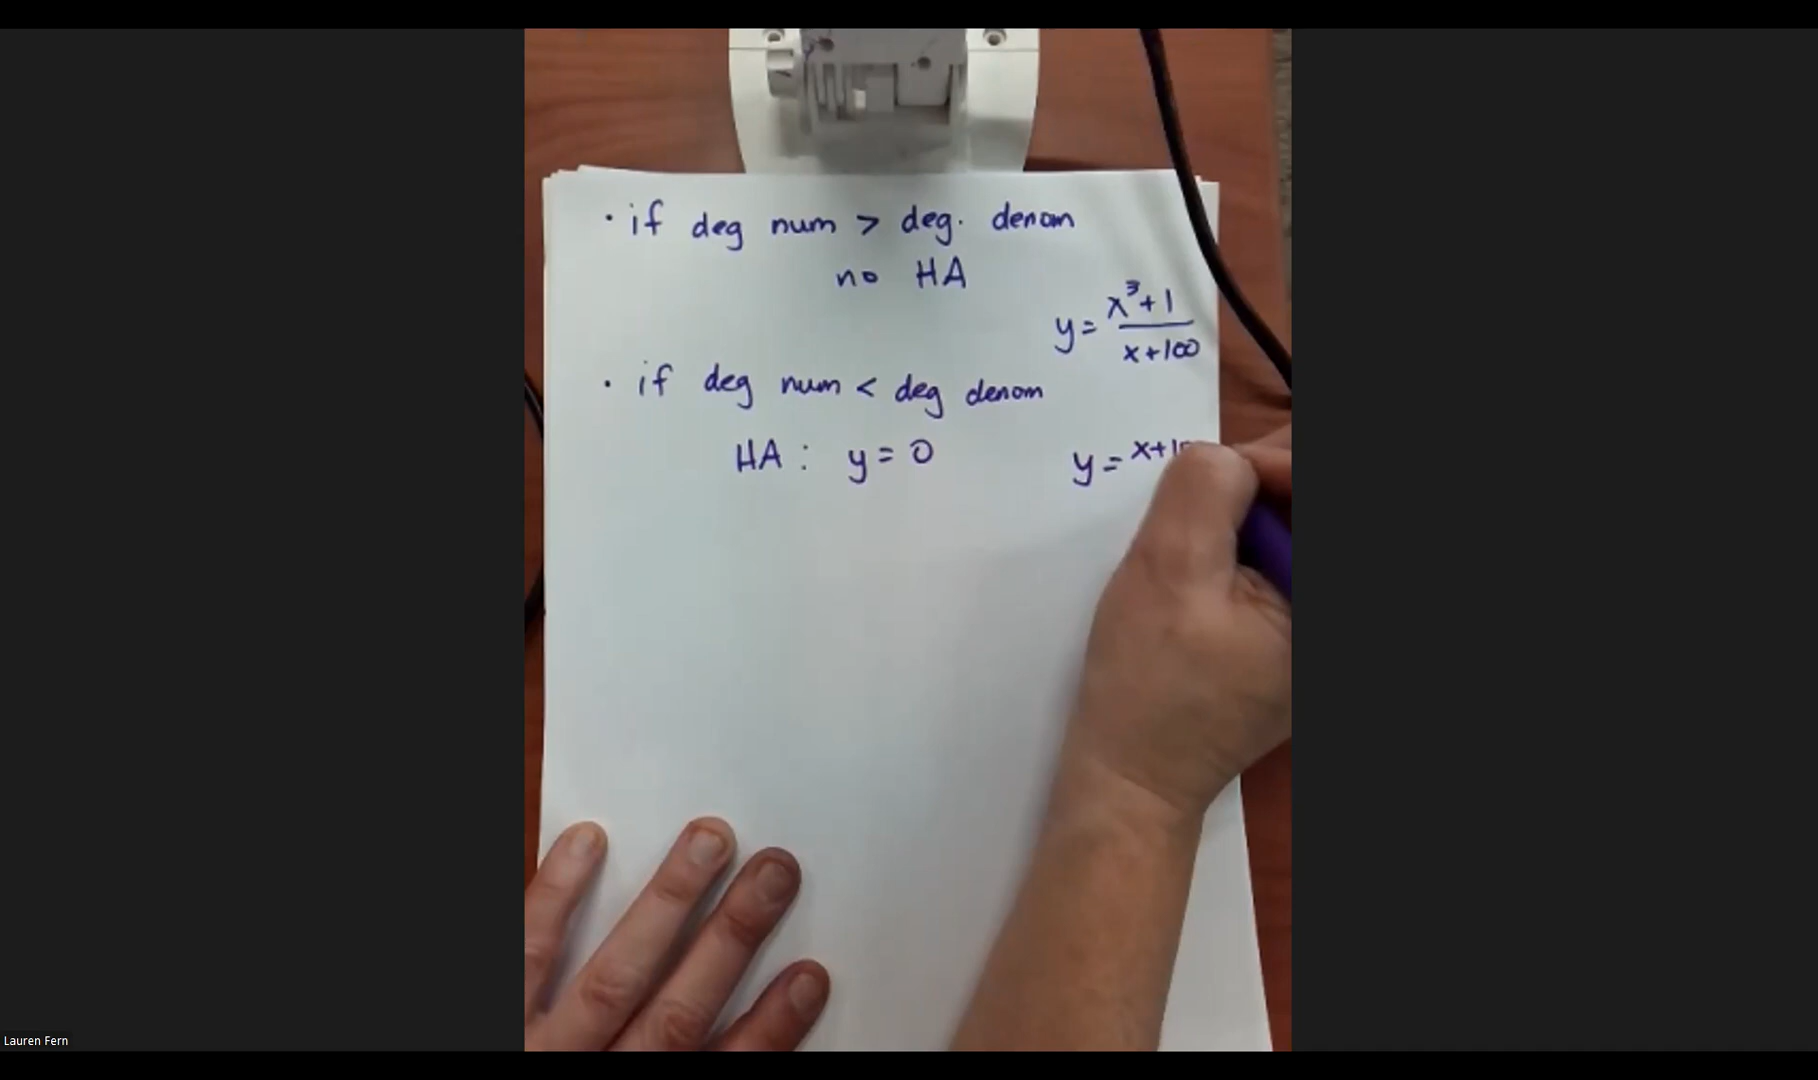 · if deg num > deg. denom
no HA
y = x³+1 / x+100
· if deg num < deg denom
HA : y = 0
y = x+1
Lauren Fern